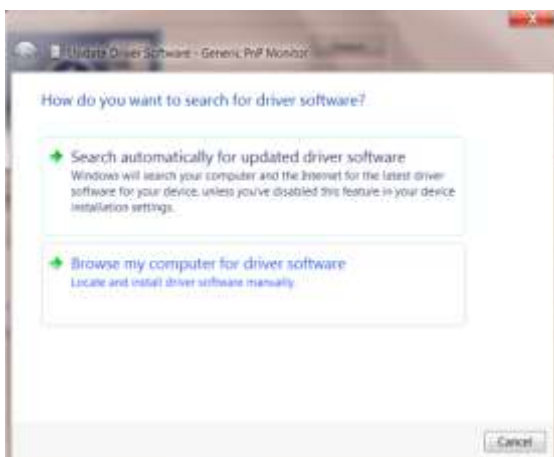 Update Driver Software - Generic PnP Monitor
How do you want to search for driver software?
Search automatically for updated driver software
Windows will search your computer and the Internet for the latest driver
software for your device, unless you've disabled this feature in your device
installation settings.
Browse my computer for driver software
Locate and install driver software manually.
Cancel